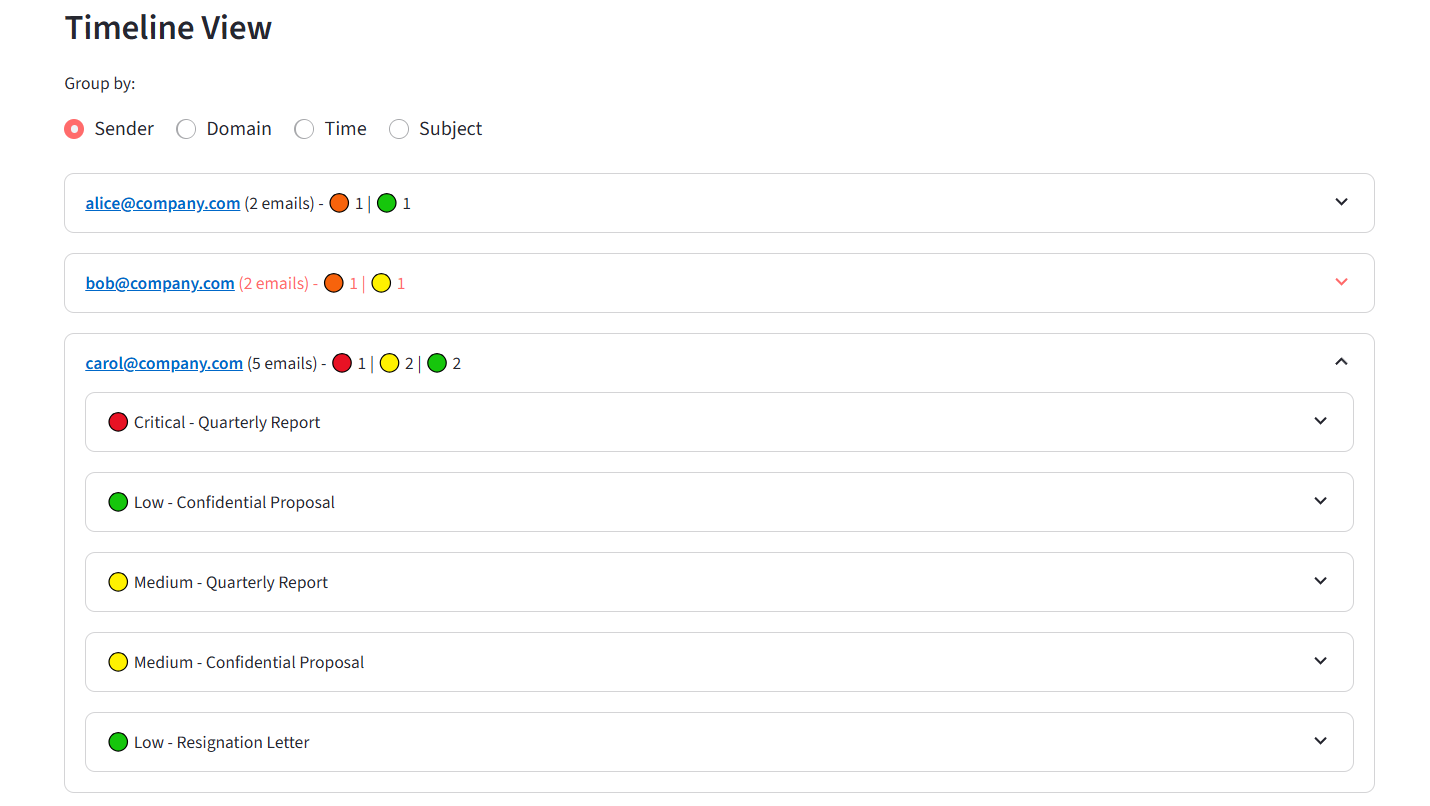 Timeline View
Group by:
Sender Domain Time Subject
alice@company.com (2 emails) - 1 | 1
bob@company.com (2 emails) - 1 | 1
carol@company.com (5 emails) - 1 | 2 | 2
Critical - Quarterly Report
Low - Confidential Proposal
Medium - Quarterly Report
Medium - Confidential Proposal
Low - Resignation Letter